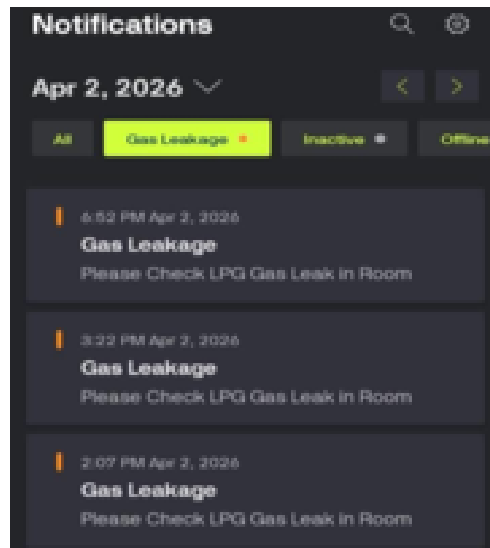 Notifications
Apr 2, 2026
All Gas Leakage Inactive Offline
6:52 PM Apr 2, 2026
Gas Leakage
Please Check LPG Gas Leak in Room
3:22 PM Apr 2, 2026
Gas Leakage
Please Check LPG Gas Leak in Room
2:07 PM Apr 2, 2026
Gas Leakage
Please Check LPG Gas Leak in Room